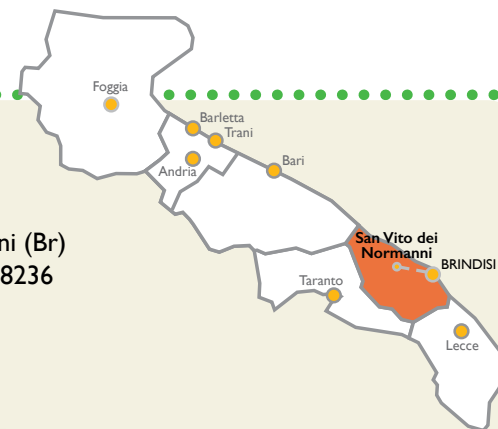 Foggia
Barletta
Trani
Andria
Bari
ni (Br)
8236
San Vito dei
Normanni
BRINDISI
Taranto
Lecce